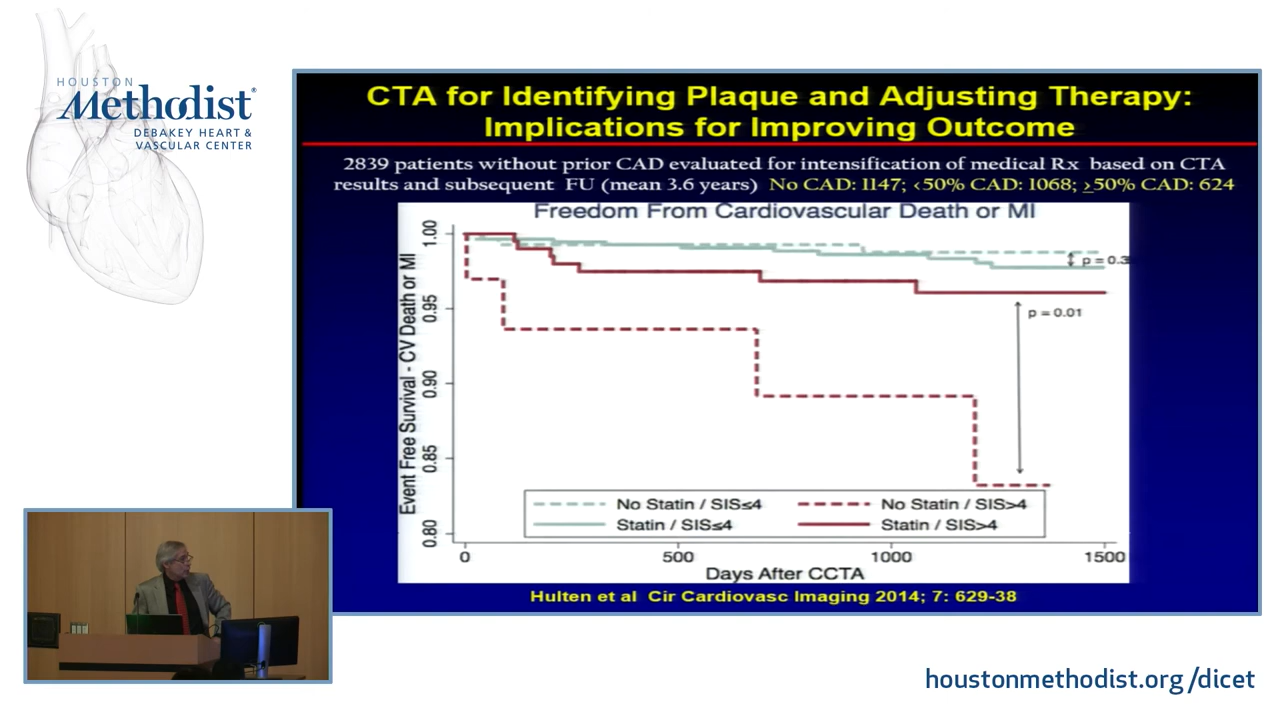 HOUSTON
Methodist®
DEBAKEY HEART &
VASCULAR CENTER
CTA for Identifying Plaque and Adjusting Therapy:
Implications for Improving Outcome
2839 patients without prior CAD evaluated for intensification of medical Rx based on CTA
results and subsequent FU (mean 3.6 years) No CAD: 1147; <50% CAD: 1068; ≥50% CAD: 624
Freedom From Cardiovascular Death or MI
Event Free Survival - CV Death or MI
1.00
0.95
0.90
0.85
0.80
p = 0.3
p = 0.01
No Statin / SIS≤4
No Statin / SIS>4
Statin / SIS≤4
Statin / SIS>4
0
500
1000
1500
Days After CCTA
Hulten et al Cir Cardiovasc Imaging 2014; 7: 629-38
houstonmethodist.org/dicet